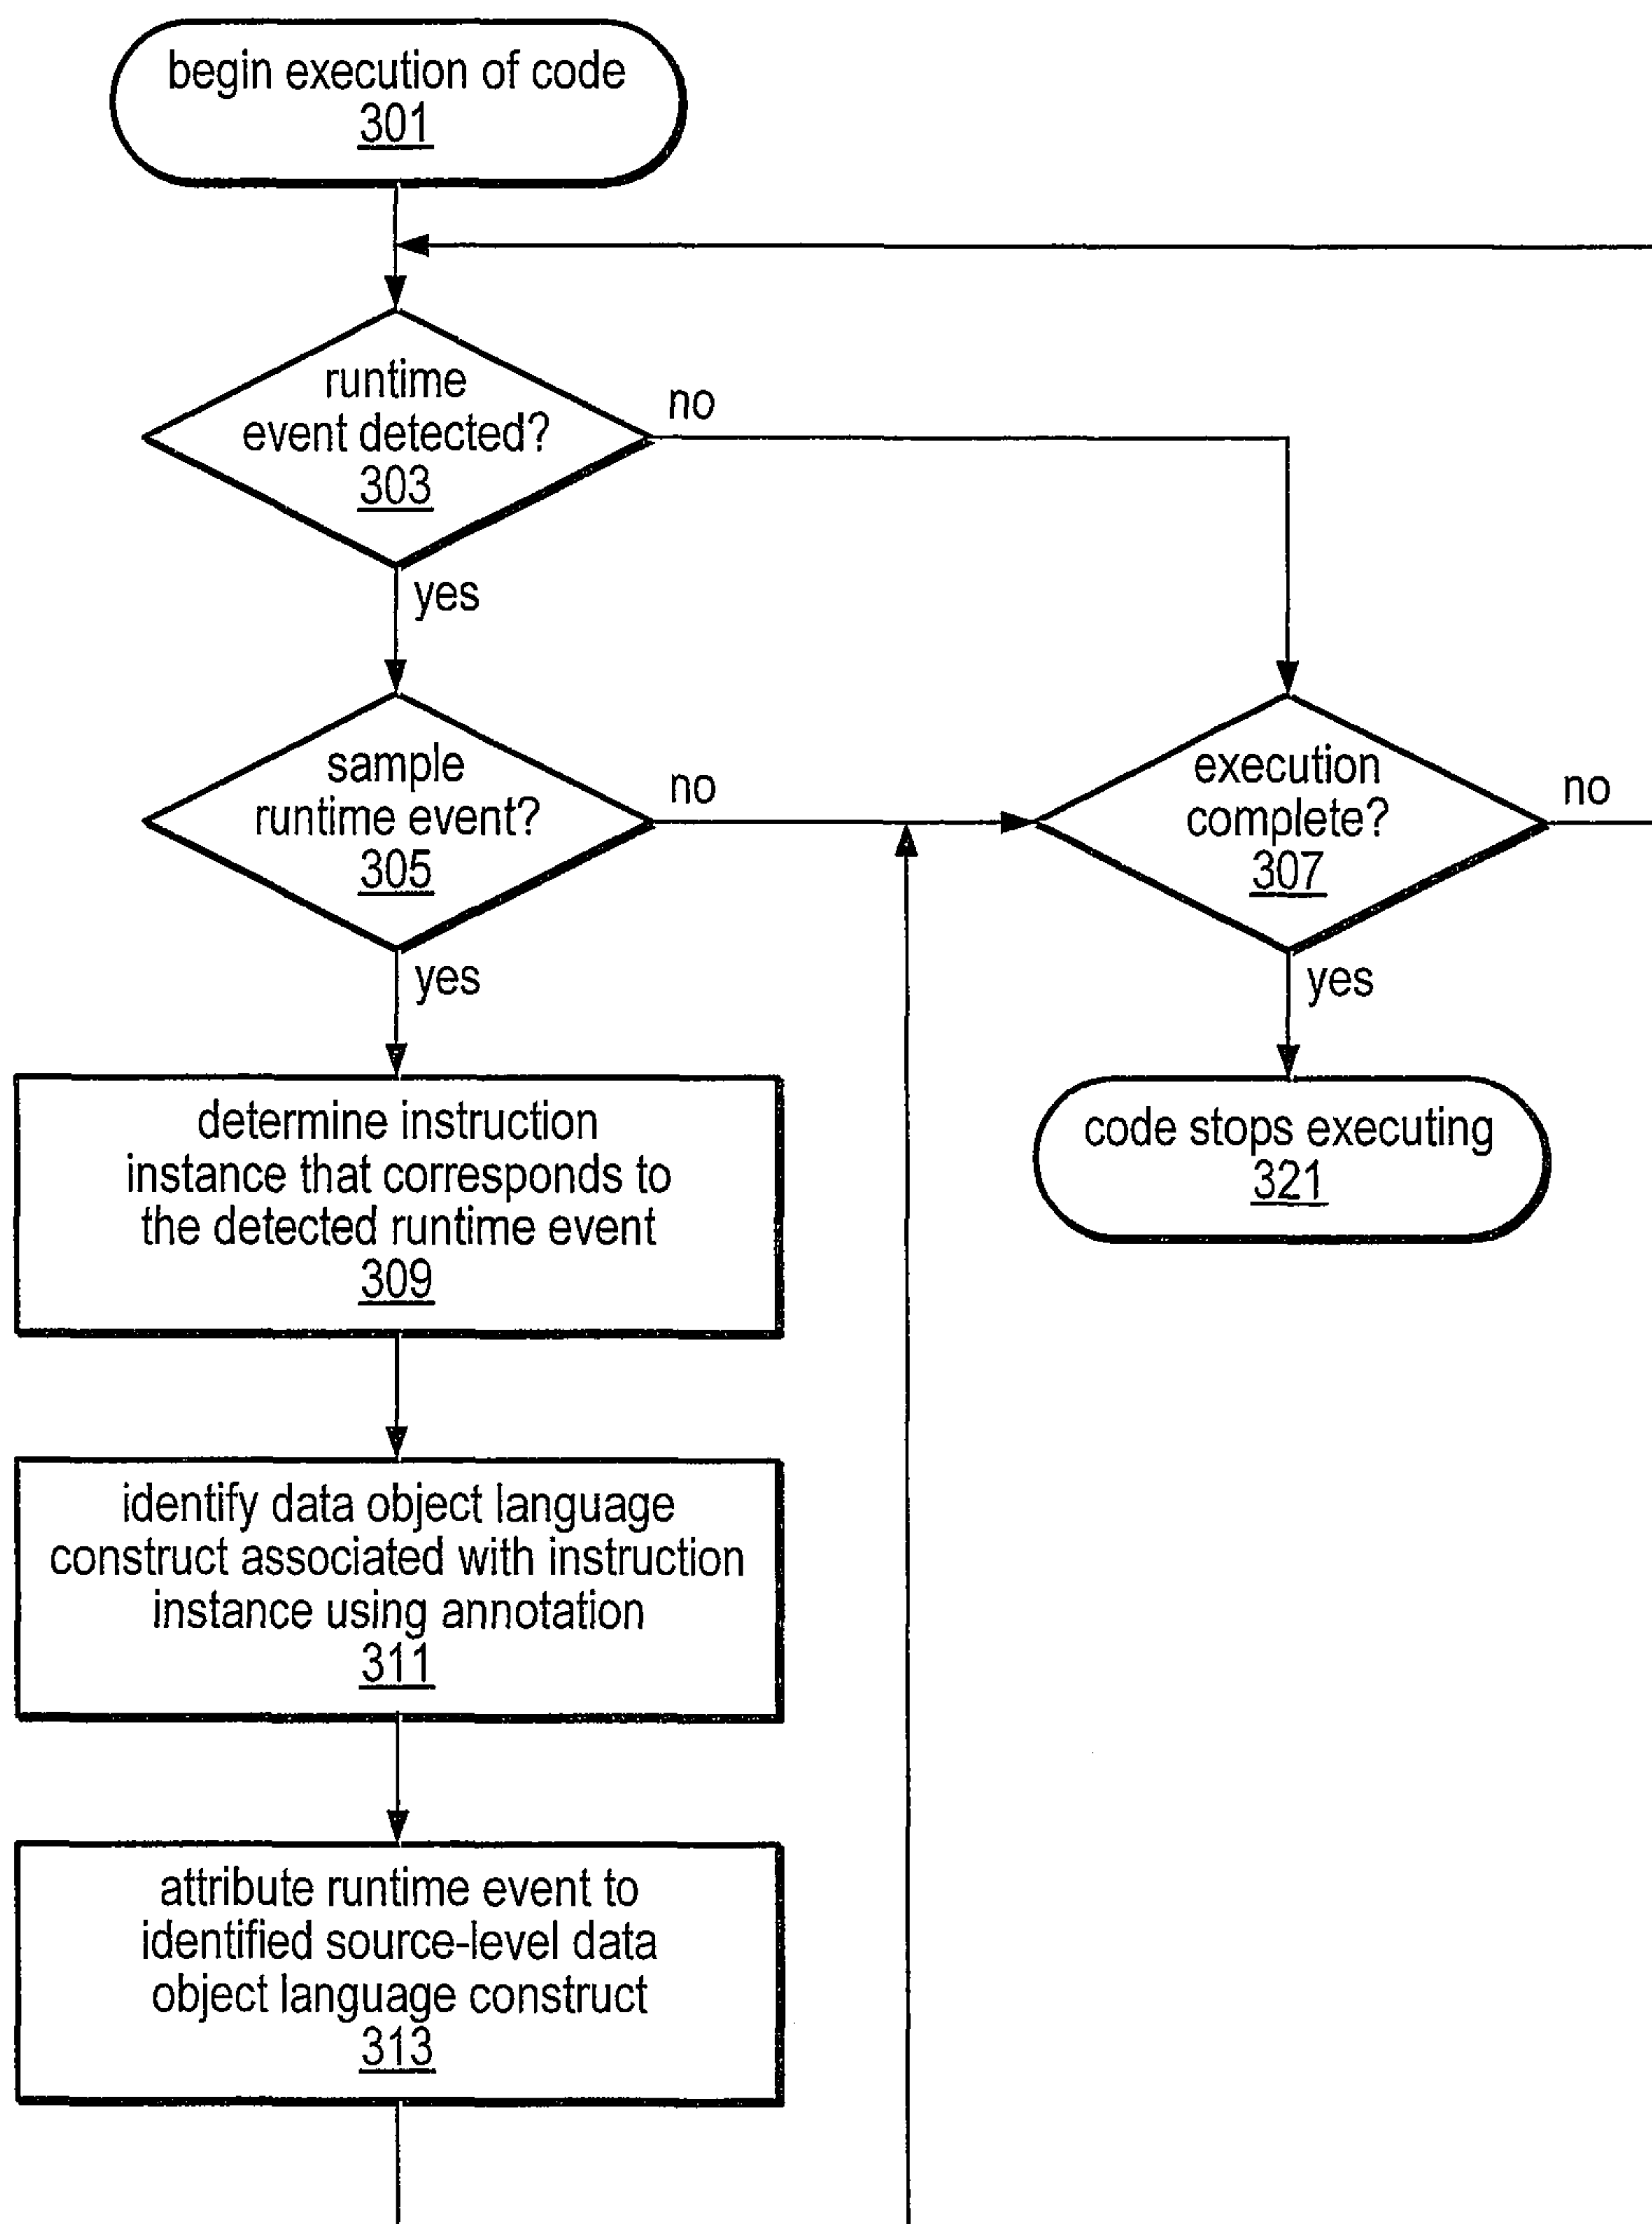 begin execution of code
301
runtime
event detected?
303
no
yes
sample
runtime event?
305
no
yes
execution
complete?
307
no
yes
determine instruction
instance that corresponds to
the detected runtime event
309
code stops executing
321
identify data object language
construct associated with instruction
instance using annotation
311
attribute runtime event to
identified source-level data
object language construct
313